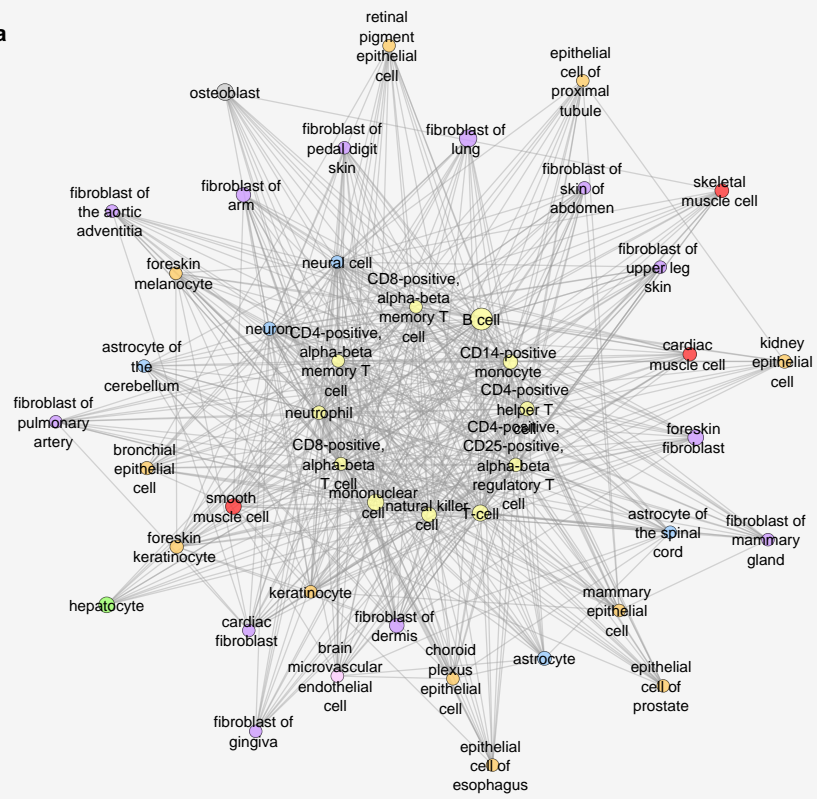 a
retinal
pigment
epithelial
cell
epithelial
cell of
proximal
tubule
osteoblast
fibroblast of
pedal digit
skin
fibroblast of
lung
fibroblast of
skin of
abdomen
skeletal
muscle cell
fibroblast of
arm
fibroblast of
the aortic
adventitia
foreskin
melanocyte
neural cell
fibroblast of
upper leg
skin
CD8-positive,
alpha-beta
memory T
cell
B cell
neuron
CD4-positive,
alpha-beta
memory T
cell
CD14-positive
monocyte
cardiac
muscle cell
kidney
epithelial
cell
astrocyte of
the
cerebellum
CD4-positive
helper T
cell
neutrophil
fibroblast of
pulmonary
artery
CD4-positive,
CD25-positive,
alpha-beta
regulatory T
cell
foreskin
fibroblast
bronchial
epithelial
cell
CD8-positive,
alpha-beta
T cell
mononuclear
cell
natural killer
cell
T-cell
smooth
muscle cell
astrocyte of
the spinal
cord
fibroblast of
mammary
gland
foreskin
keratinocyte
hepatocyte
keratinocyte
mammary
epithelial
cell
cardiac
fibroblast
fibroblast of
dermis
brain
microvascular
endothelial
cell
choroid
plexus
epithelial
cell
astrocyte
epithelial
cell of
prostate
fibroblast of
gingiva
epithelial
cell of
esophagus